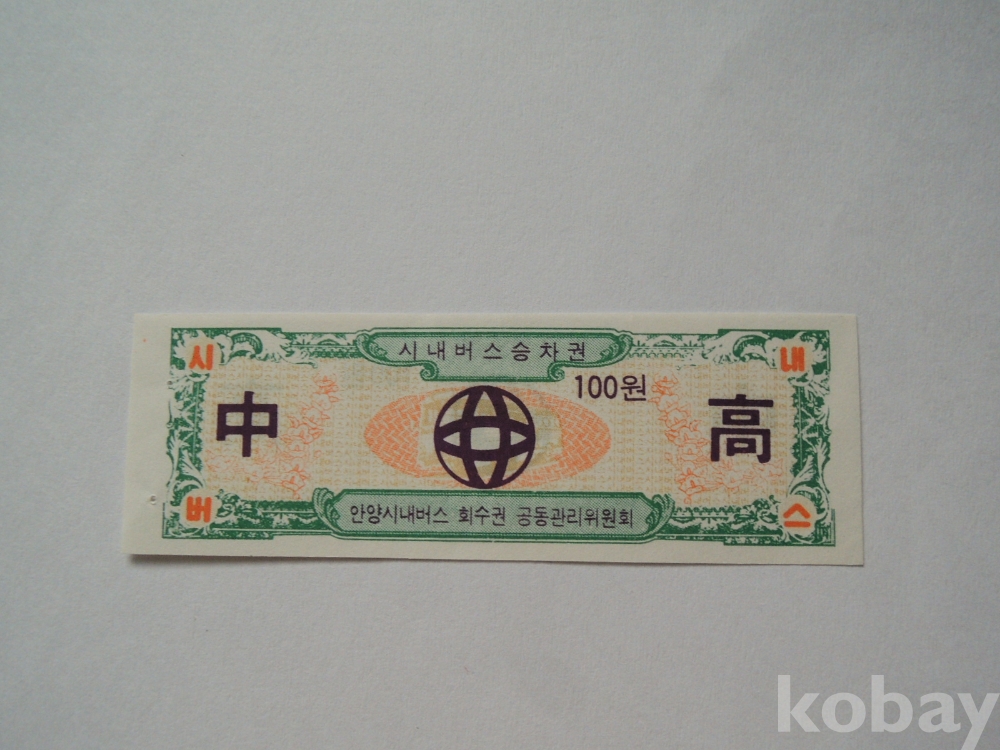 시내버스승차권
시 내
100원
中 高
버 스
안양시내버스 회수권 공동관리위원회
kobay